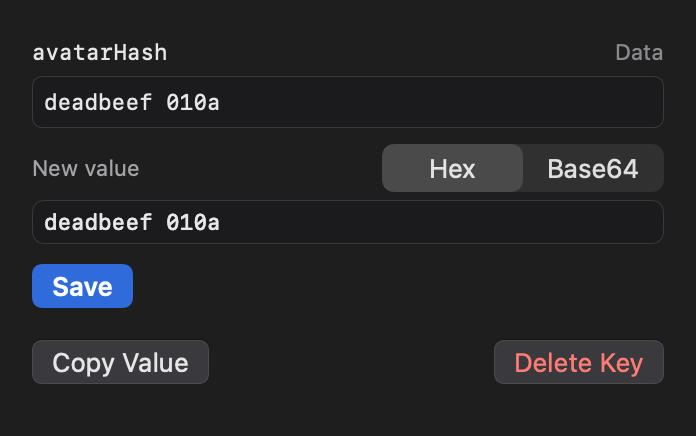 avatarHash Data
deadbeef 010a
New value Hex Base64
deadbeef 010a
Save
Copy Value Delete Key